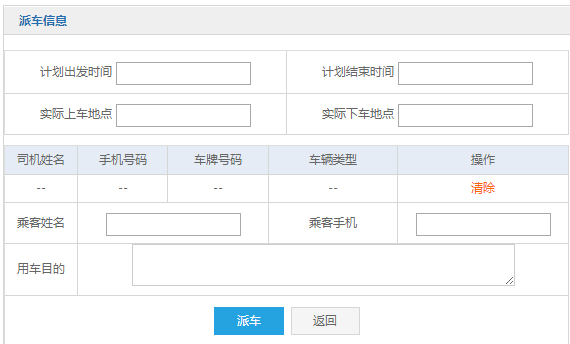 派车信息
计划出发时间 计划结束时间
实际上车地点 实际下车地点
司机姓名 手机号码 车牌号码 车辆类型 操作
-- -- -- -- 清除
乘客姓名 乘客手机
用车目的
派车 返回